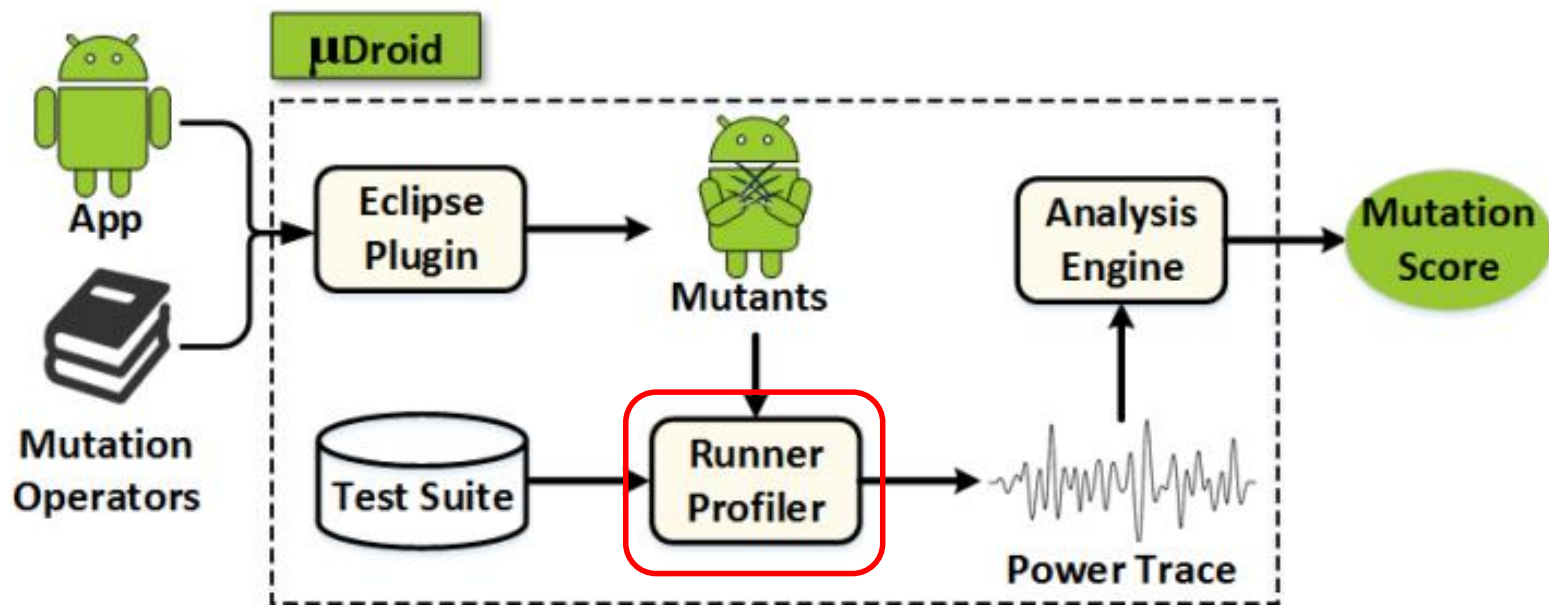 µDroid
App
Eclipse
Plugin
Mutants
Analysis
Engine
Mutation
Score
Mutation
Operators
Test Suite
Runner
Profiler
Power Trace